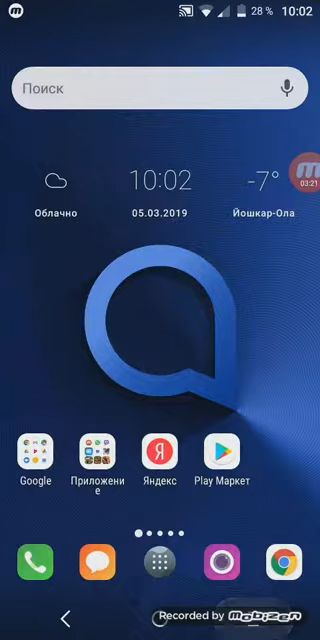 28 % 10:02
Поиск
10:02 -7°
03:21
Облачно 05.03.2019 Йошкар-Ола
Google Приложени
е Яндекс Play Маркет
Я
Recorded by mobizen